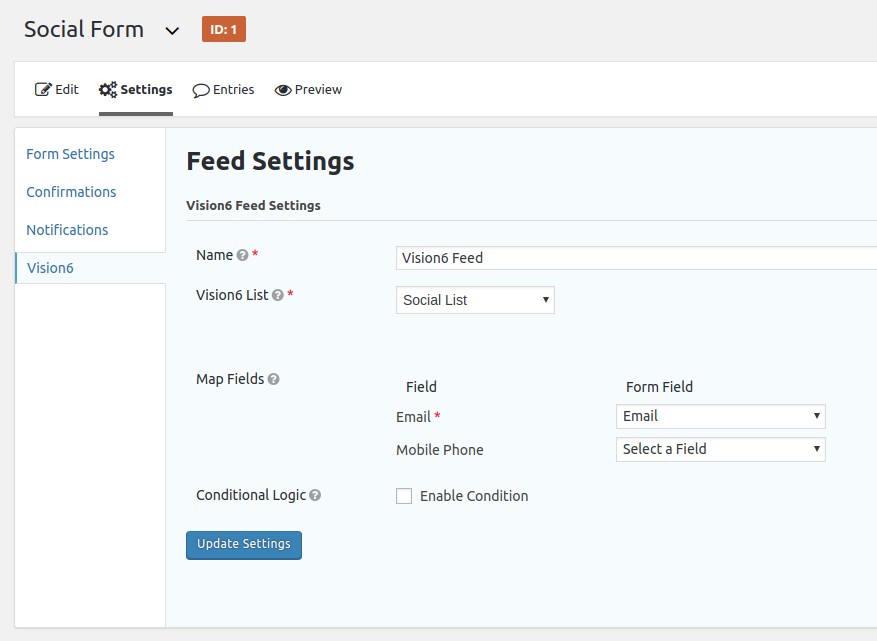 Social Form ID: 1
Edit Settings Entries Preview
Form Settings
Confirmations
Notifications
Vision6
Feed Settings
Vision6 Feed Settings
Name ? * Vision6 Feed
Vision6 List ? * Social List
Map Fields ? Field Form Field
Email * Email
Mobile Phone Select a Field
Conditional Logic ? Enable Condition
Update Settings